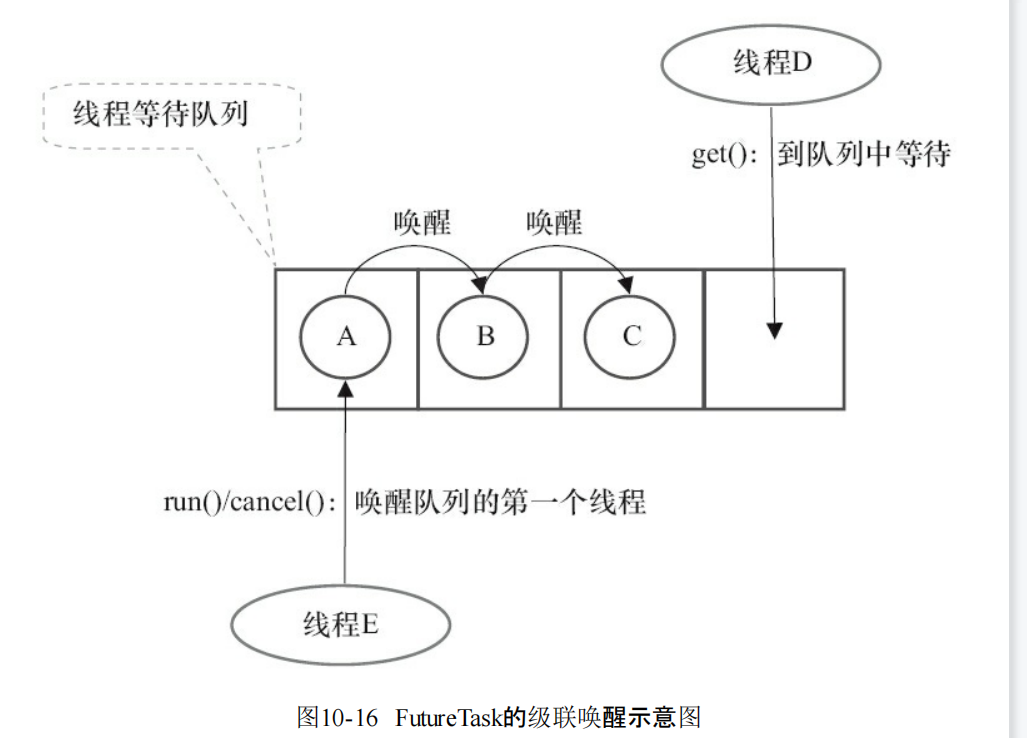 线程D
线程等待队列
get()：到队列中等待
唤醒
唤醒
A
B
C
run()/cancel()：唤醒队列的第一个线程
线程E
图10-16 FutureTask的级联唤醒示意图